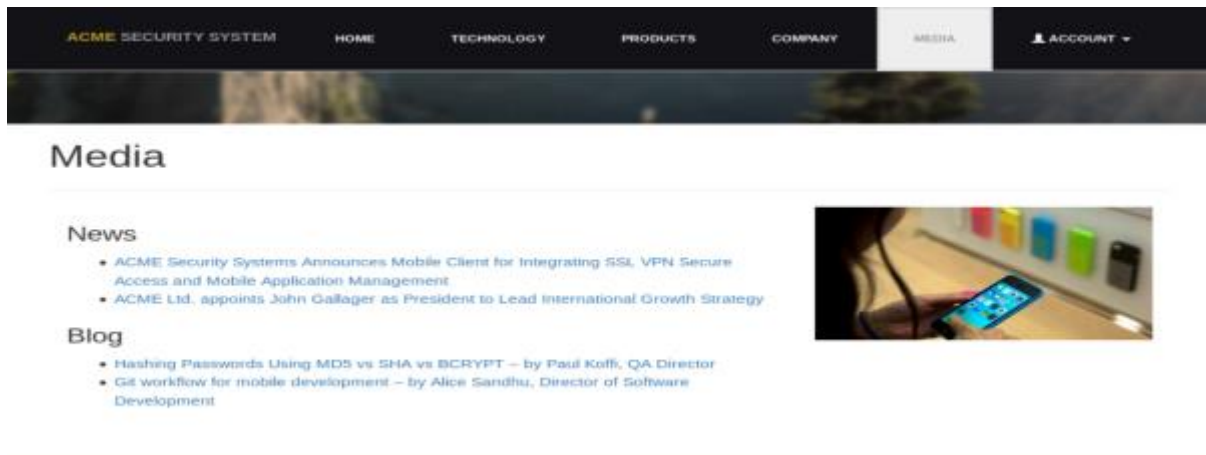 ACME SECURITY SYSTEM HOME TECHNOLOGY PRODUCTS COMPANY MEDIA ACCOUNT
Media
News
• ACME Security Systems Announces Mobile Client for Integrating SSL VPN Secure
Access and Mobile Application Management
• ACME Ltd. appoints John Gallager as President to Lead International Growth Strategy
Blog
• Hashing Passwords Using MD5 vs SHA vs BCRYPT – by Paul Koffi, QA Director
• Git workflow for mobile development – by Alice Sandhu, Director of Software
Development